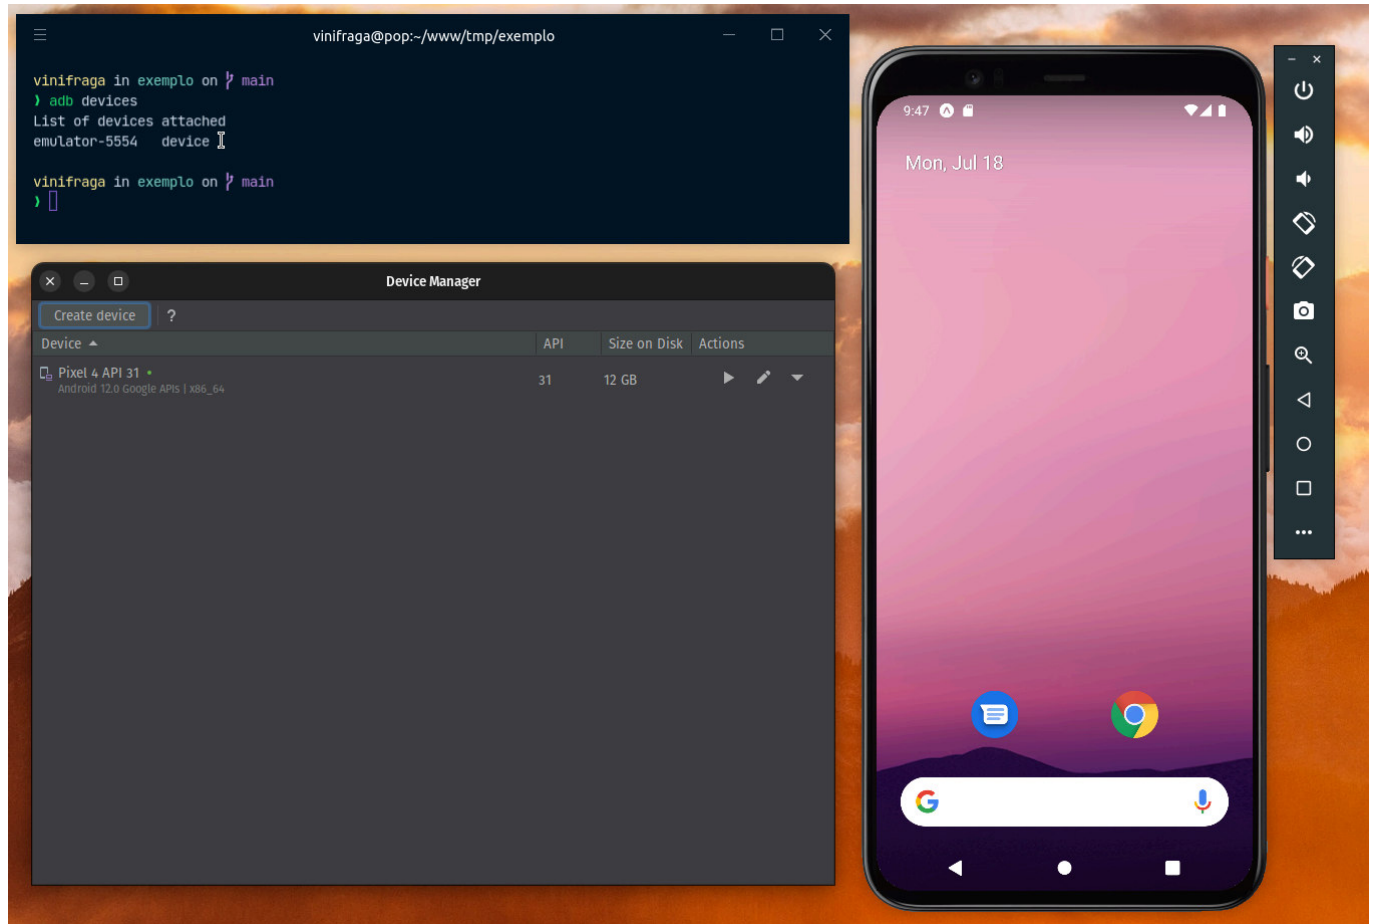 vinifraga@pop:~/www/tmp/exemplo
vinifraga in exemplo on main
❯ adb devices
List of devices attached
emulator-5554 device
vinifraga in exemplo on main
❯
Device Manager
Create device ?
Device API Size on Disk Actions
Pixel 4 API 31 31 12 GB
Android 12.0 Google APIs | x86_64
9:47
Mon, Jul 18
G